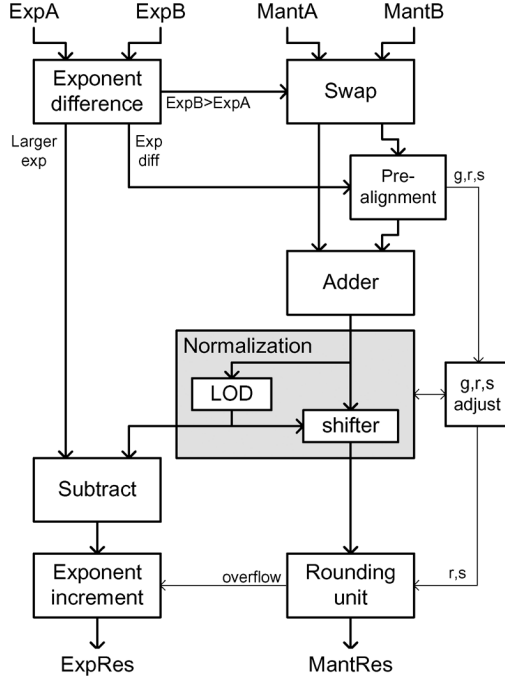 ExpA ExpB MantA MantB
Exponent
difference
ExpB>ExpA
Swap
Larger
exp
Exp
diff
Pre-
alignment
g,r,s
Adder
Normalization
LOD
shifter
g,r,s
adjust
Subtract
Exponent
increment
overflow
Rounding
unit
r,s
ExpRes
MantRes